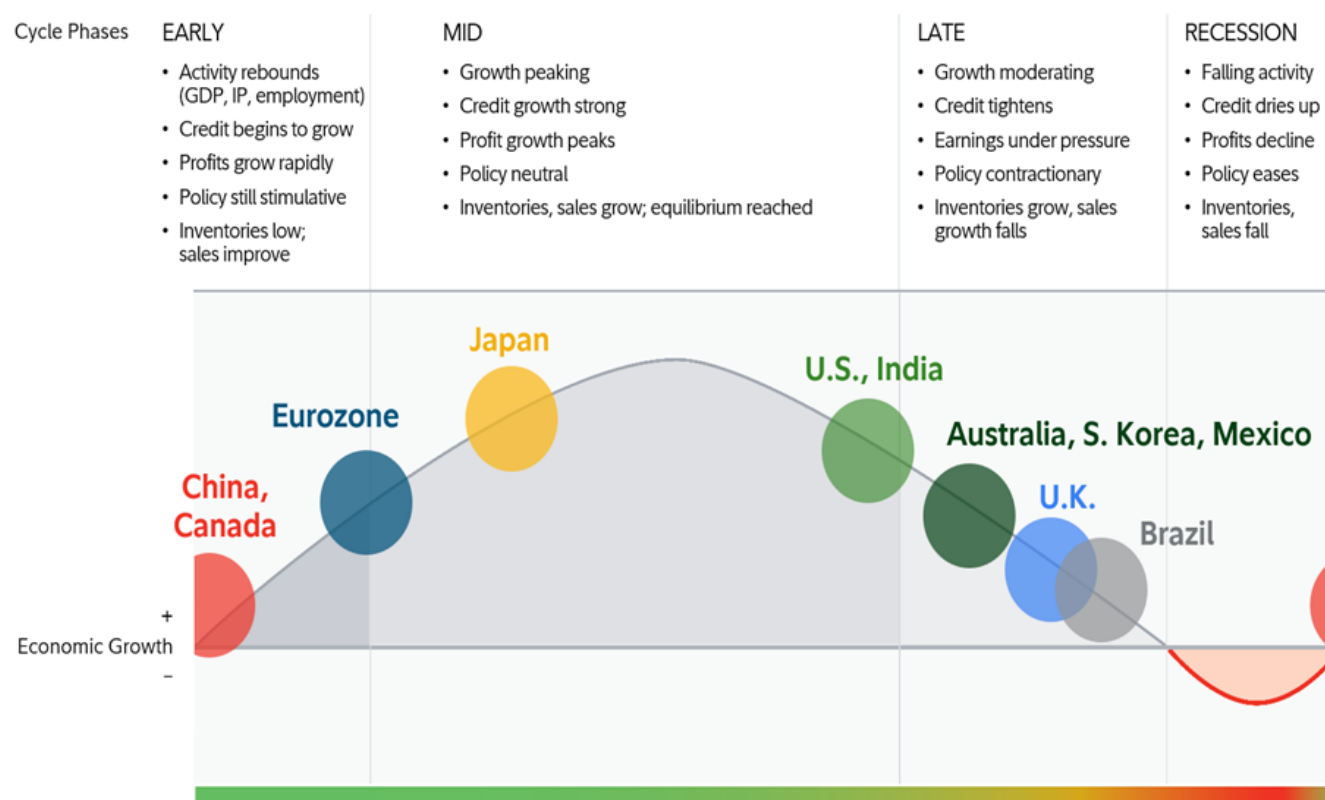 Cycle Phases
EARLY
• Activity rebounds
(GDP, IP, employment)
• Credit begins to grow
• Profits grow rapidly
• Policy still stimulative
• Inventories low;
sales improve
MID
• Growth peaking
• Credit growth strong
• Profit growth peaks
• Policy neutral
• Inventories, sales grow; equilibrium reached
LATE
• Growth moderating
• Credit tightens
• Earnings under pressure
• Policy contractionary
• Inventories grow, sales
growth falls
RECESSION
• Falling activity
• Credit dries up
• Profits decline
• Policy eases
• Inventories,
sales fall
Japan
U.S., India
Eurozone
Australia, S. Korea, Mexico
China,
Canada
U.K.
Brazil
+
Economic Growth
–